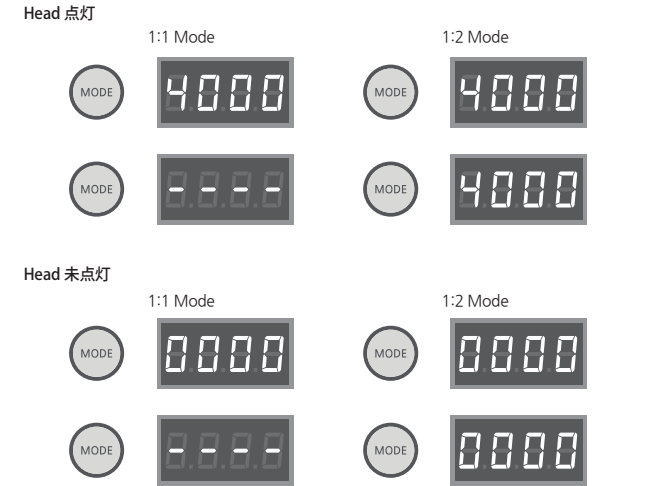 Head 点灯
1:1 Mode 1:2 Mode
MODE 4000 MODE 4000
MODE ---- MODE 4000
Head 未点灯
1:1 Mode 1:2 Mode
MODE 0000 MODE 0000
MODE ---- MODE 0000